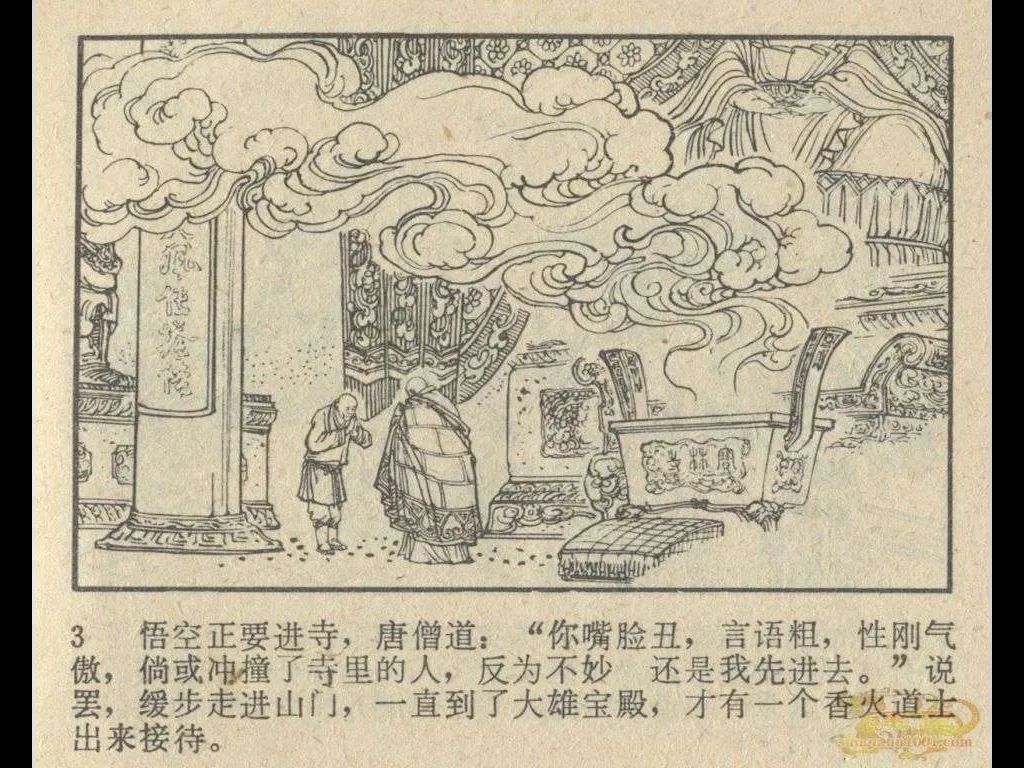 宝林寺
3 悟空正要进寺，唐僧道：“你嘴脸丑，言语粗，性刚气
傲，倘或冲撞了寺里的人，反为不妙 还是我先进去。”说
罢，缓步走进山门，一直到了大雄宝殿，才有一个香火道士
出来接待。